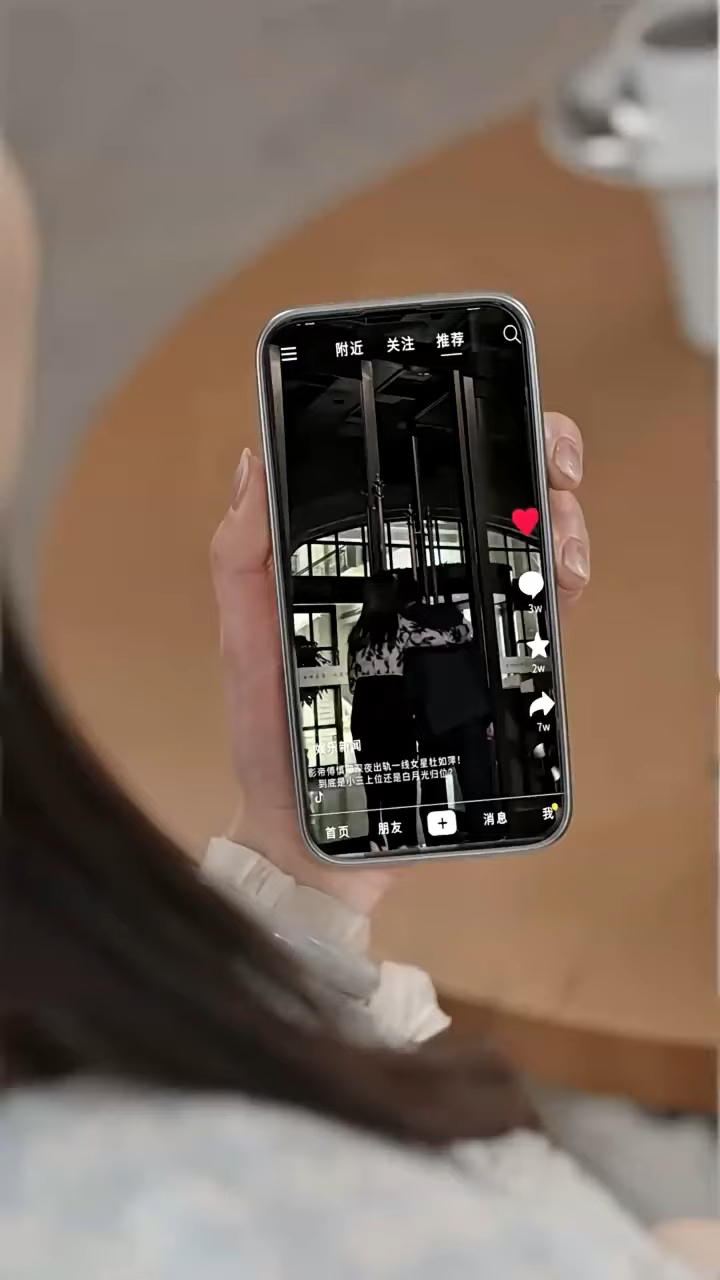 附近 关注 推荐
3w
2w
7w
娱乐新闻
影帝傅慎 深夜出轨一线女星杜如萍!
到底是小三上位还是白月光归位?
首页 朋友 消息 我